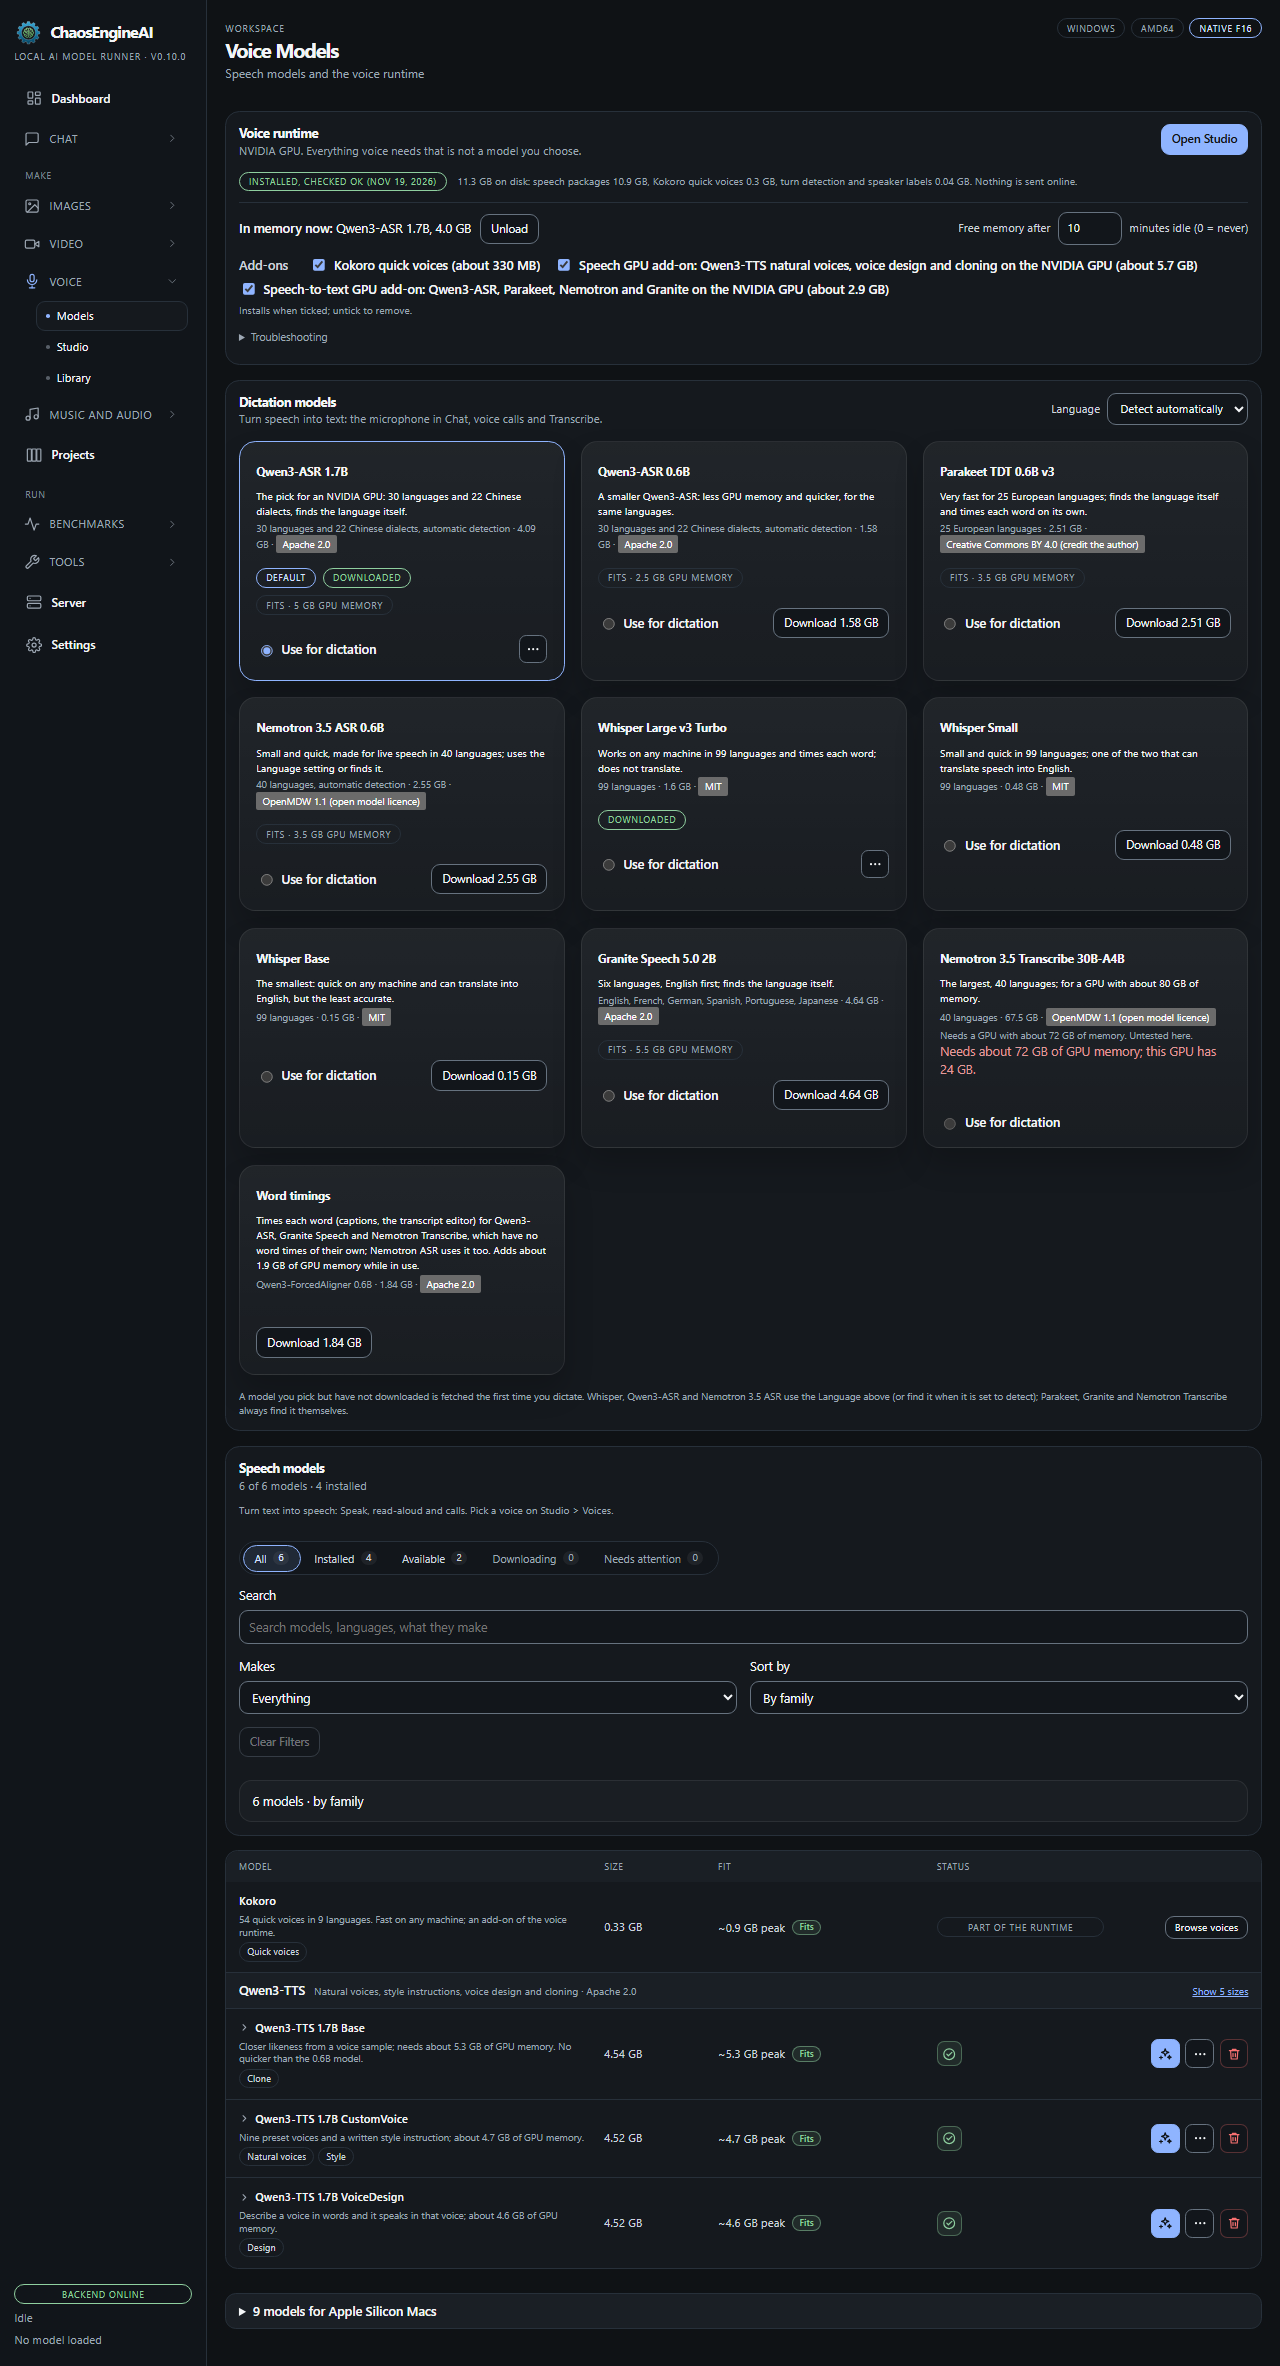 ChaosEngineAI
LOCAL AI MODEL RUNNER · V0.10.0
Dashboard
CHAT
MAKE
IMAGES
VIDEO
VOICE
Models
Studio
Library
MUSIC AND AUDIO
Projects
RUN
BENCHMARKS
TOOLS
Server
Settings
BACKEND ONLINE
Idle
No model loaded
WORKSPACE
Voice Models
Speech models and the voice runtime
WINDOWS
AMD64
NATIVE F16
Voice runtime
NVIDIA GPU. Everything voice needs that is not a model you choose.
Open Studio
INSTALLED, CHECKED OK (NOV 19, 2026)
11.3 GB on disk: speech packages 10.9 GB, Kokoro quick voices 0.3 GB, turn detection and speaker labels 0.04 GB. Nothing is sent online.
In memory now: Qwen3-ASR 1.7B, 4.0 GB
Unload
Free memory after
10
minutes idle (0 = never)
Add-ons
Kokoro quick voices (about 330 MB)
Speech GPU add-on: Qwen3-TTS natural voices, voice design and cloning on the NVIDIA GPU (about 5.7 GB)
Speech-to-text GPU add-on: Qwen3-ASR, Parakeet, Nemotron and Granite on the NVIDIA GPU (about 2.9 GB)
Installs when ticked; untick to remove.
Troubleshooting
Dictation models
Turn speech into text: the microphone in Chat, voice calls and Transcribe.
Language
Detect automatically
Qwen3-ASR 1.7B
The pick for an NVIDIA GPU: 30 languages and 22 Chinese
dialects, finds the language itself.
30 languages and 22 Chinese dialects, automatic detection · 4.09
GB · Apache 2.0
DEFAULT
DOWNLOADED
FITS · 5 GB GPU MEMORY
Use for dictation
Qwen3-ASR 0.6B
A smaller Qwen3-ASR: less GPU memory and quicker, for the
same languages.
30 languages and 22 Chinese dialects, automatic detection · 1.58
GB · Apache 2.0
FITS · 2.5 GB GPU MEMORY
Use for dictation
Download 1.58 GB
Parakeet TDT 0.6B v3
Very fast for 25 European languages; finds the language itself
and times each word on its own.
25 European languages · 2.51 GB ·
Creative Commons BY 4.0 (credit the author)
FITS · 3.5 GB GPU MEMORY
Use for dictation
Download 2.51 GB
Nemotron 3.5 ASR 0.6B
Small and quick, made for live speech in 40 languages; uses the
Language setting or finds it.
40 languages, automatic detection · 2.55 GB ·
OpenMDW 1.1 (open model licence)
FITS · 3.5 GB GPU MEMORY
Use for dictation
Download 2.55 GB
Whisper Large v3 Turbo
Works on any machine in 99 languages and times each word;
does not translate.
99 languages · 1.6 GB · MIT
DOWNLOADED
Use for dictation
Whisper Small
Small and quick in 99 languages; one of the two that can
translate speech into English.
99 languages · 0.48 GB · MIT
Use for dictation
Download 0.48 GB
Whisper Base
The smallest: quick on any machine and can translate into
English, but the least accurate.
99 languages · 0.15 GB · MIT
Use for dictation
Download 0.15 GB
Granite Speech 5.0 2B
Six languages, English first; finds the language itself.
English, French, German, Spanish, Portuguese, Japanese · 4.64 GB ·
Apache 2.0
FITS · 5.5 GB GPU MEMORY
Use for dictation
Download 4.64 GB
Nemotron 3.5 Transcribe 30B-A4B
The largest, 40 languages; for a GPU with about 80 GB of
memory.
40 languages · 67.5 GB · OpenMDW 1.1 (open model licence)
Needs a GPU with about 72 GB of memory. Untested here.
Needs about 72 GB of GPU memory; this GPU has
24 GB.
Use for dictation
Word timings
Times each word (captions, the transcript editor) for Qwen3-
ASR, Granite Speech and Nemotron Transcribe, which have no
word times of their own; Nemotron ASR uses it too. Adds about
1.9 GB of GPU memory while in use.
Qwen3-ForcedAligner 0.6B · 1.84 GB · Apache 2.0
Download 1.84 GB
A model you pick but have not downloaded is fetched the first time you dictate. Whisper, Qwen3-ASR and Nemotron 3.5 ASR use the Language above (or find it when it is set to detect); Parakeet, Granite and Nemotron Transcribe
always find it themselves.
Speech models
6 of 6 models · 4 installed
Turn text into speech: Speak, read-aloud and calls. Pick a voice on Studio > Voices.
All 6
Installed 4
Available 2
Downloading 0
Needs attention 0
Search
Search models, languages, what they make
Makes
Everything
Sort by
By family
Clear Filters
6 models · by family
MODEL
SIZE
FIT
STATUS
Kokoro
54 quick voices in 9 languages. Fast on any machine; an add-on of the voice
runtime.
Quick voices
0.33 GB
~0.9 GB peak Fits
PART OF THE RUNTIME
Browse voices
Qwen3-TTS Natural voices, style instructions, voice design and cloning · Apache 2.0
Show 5 sizes
Qwen3-TTS 1.7B Base
Closer likeness from a voice sample; needs about 5.3 GB of GPU memory. No
quicker than the 0.6B model.
Clone
4.54 GB
~5.3 GB peak Fits
Qwen3-TTS 1.7B CustomVoice
Nine preset voices and a written style instruction; about 4.7 GB of GPU memory.
Natural voices
Style
4.52 GB
~4.7 GB peak Fits
Qwen3-TTS 1.7B VoiceDesign
Describe a voice in words and it speaks in that voice; about 4.6 GB of GPU
memory.
Design
4.52 GB
~4.6 GB peak Fits
9 models for Apple Silicon Macs